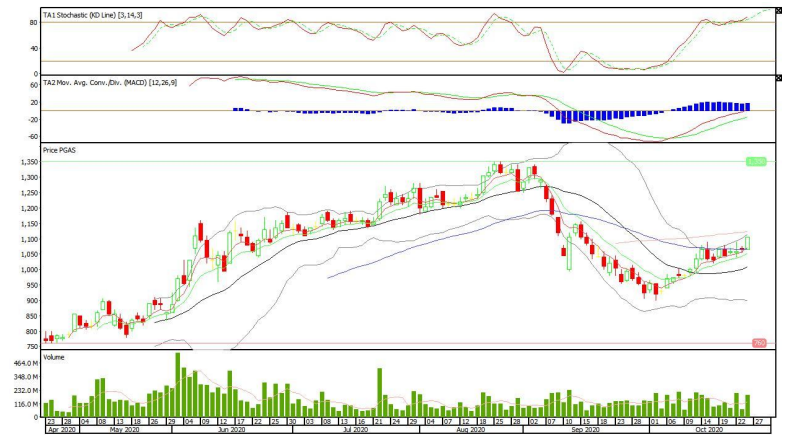 TA1 Stochastic (KD Line) [3,14,3]
80
40
0
TA2 Mov. Avg. Conv./Div. (MACD) [12,26,9]
60
20
-20
-60
Price PGAS
1,350
1,300
1,250
1,200
1,150
1,100
1,050
1,000
950
900
850
800
750
760
Volume
464.0 M
348.0 M
232.0 M
116.0 M
0
23 28 04 08 13 18 26 29 04 09 12 17 22 25 30 03 08 13 16 21 24 29 04 07 12 19 25 28 02 07 10 15 18 23 28 01 06 09 14 19 22 27
Apr 2020 May 2020 Jun 2020 Jul 2020 Aug 2020 Sep 2020 Oct 2020